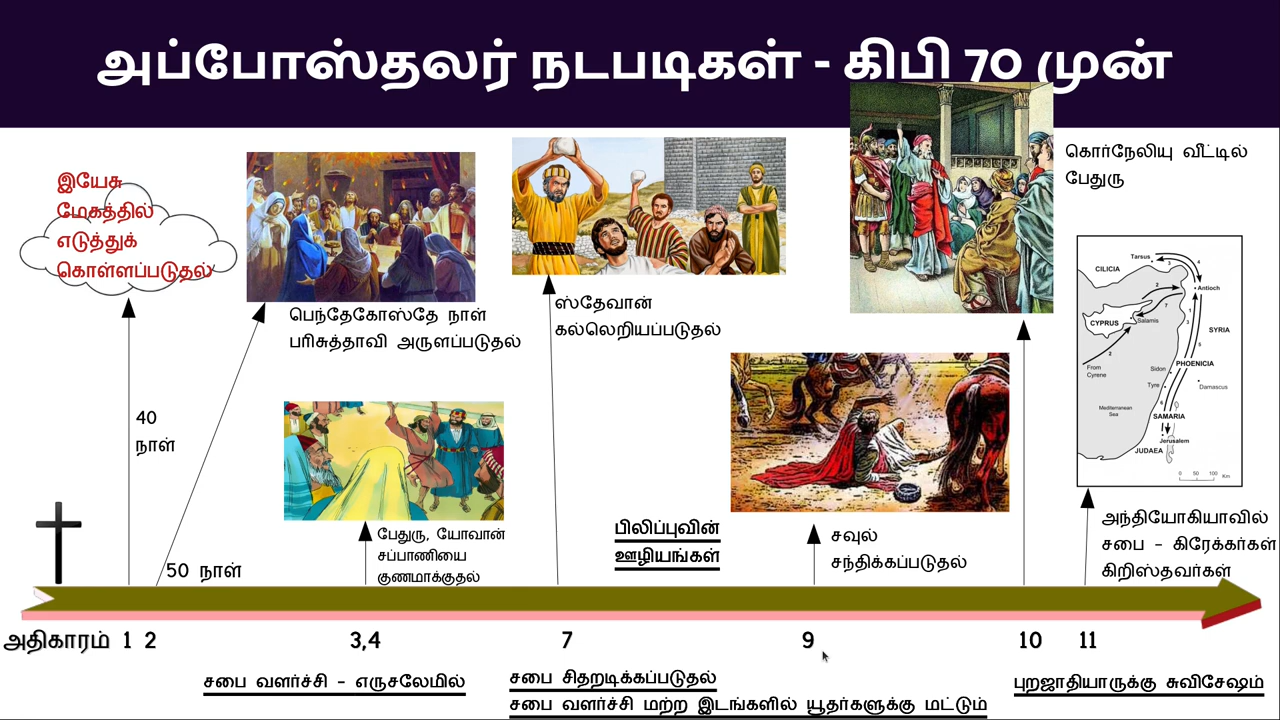 அப்போஸ்தலர் நடபடிகள் - கிபி 70 முன்
இயேசு
மேகத்தில்
எடுத்துக்
கொள்ளப்படுதல்
பெந்தேகோஸ்தே நாள்
பரிசுத்தாவி அருளப்படுதல்
ஸ்தேவான்
கல்லெறியப்படுதல்
கொர்நேலியு வீட்டில்
பேதுரு
Tarsus
CILICIA
Antioch
CYPRUS
Salamis
SYRIA
From
Cyrene
PHOENICIA
Sidon
Tyre
Damascus
Mediterranean
Sea
SAMARIA
Jerusalem
JUDAEA
0 50 100 Km.
40
நாள்
50 நாள்
பேதுரு, யோவான்
சப்பாணியை
குணமாக்குதல்
பிலிப்புவின்
ஊழியங்கள்
சவுல்
சந்திக்கப்படுதல்
அந்தியோகியாவில்
சபை - கிரேக்கர்கள்
கிறிஸ்தவர்கள்
அதிகாரம் 1 2 3,4 7 9 10 11
சபை வளர்ச்சி - எருசலேமில்
சபை சிதறடிக்கப்படுதல்
சபை வளர்ச்சி மற்ற இடங்களில் யூதர்களுக்கு மட்டும்
புறஜாதியாருக்கு சுவிசேஷம்